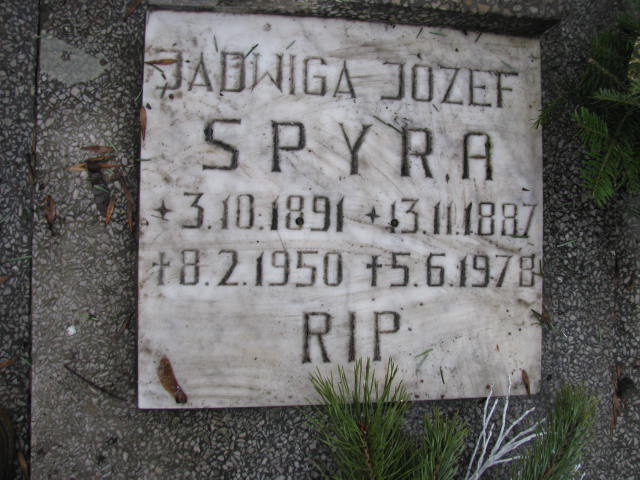 JADWIGA JÓZEF
SPYRA
*3.10.1891 *13.11.1887
†8.2.1950 †5.6.1978
RIP